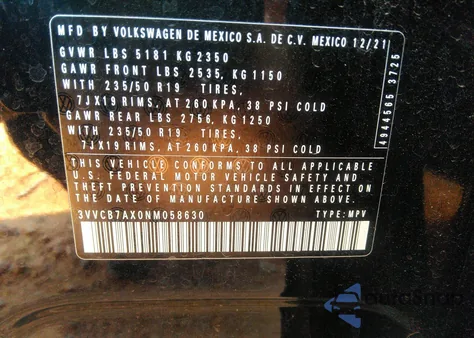 MFD BY VOLKSWAGEN DE MEXICO S.A. DE C.V. MEXICO 12/21
GVWR LBS 5181 KG 2350
GAWR FRONT LBS 2535, KG 1150
WITH 235/50 R19 TIRES,
7JX19 RIMS, AT 260 KPA, 38 PSI COLD
GAWR REAR LBS 2756, KG 1250
WITH 235/50 R19 TIRES,
7JX19 RIMS, AT 260 KPA, 38 PSI COLD
THIS VEHICLE CONFORMS TO ALL APPLICABLE
U.S. FEDERAL MOTOR VEHICLE SAFETY AND
THEFT PREVENTION STANDARDS IN EFFECT ON
THE DATE OF MANUFACTURE SHOWN ABOVE.
3VVCB7AX0NM058630 TYPE: MPV
4944565 3725
AutoSnap